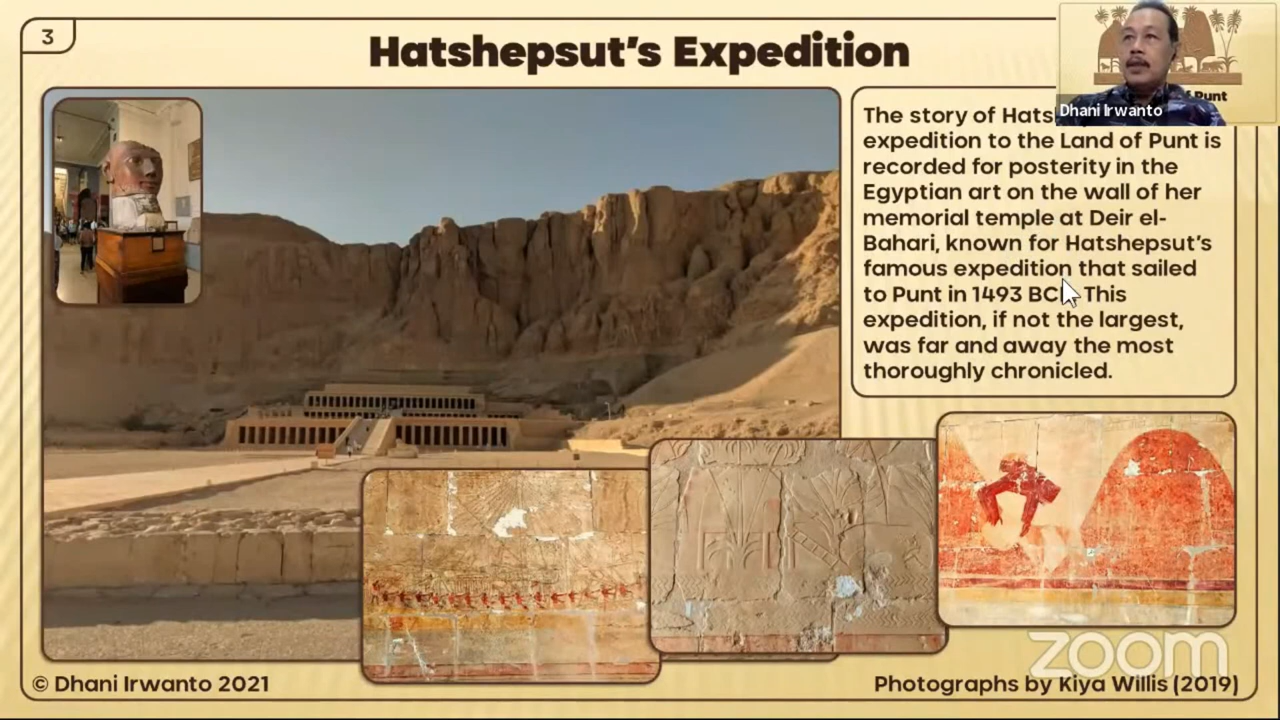 3
Hatshepsut's Expedition
of Punt
Dhani Irwanto
The story of Hats
expedition to the Land of Punt is
recorded for posterity in the
Egyptian art on the wall of her
memorial temple at Deir el-
Bahari, known for Hatshepsut's
famous expedition that sailed
to Punt in 1493 BC This
expedition, if not the largest,
was far and away the most
thoroughly chronicled.
zoom
© Dhani Irwanto 2021
Photographs by Kiya Willis (2019)